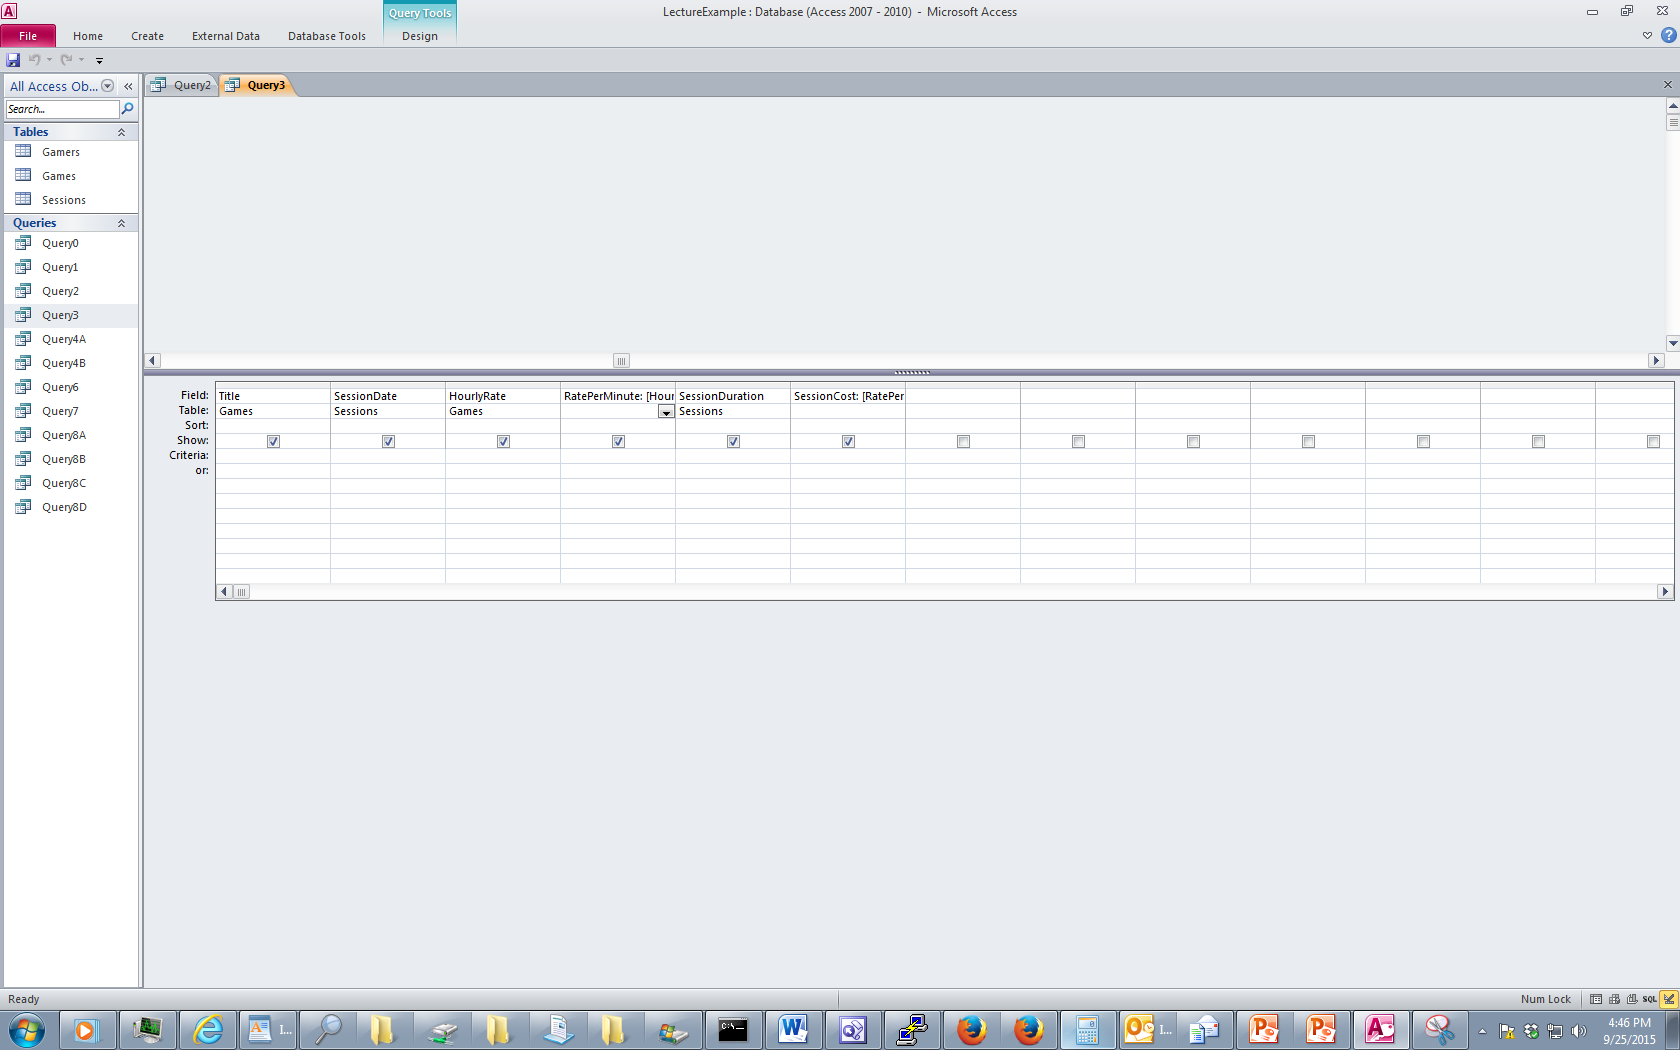 Query Tools
LectureExample : Database (Access 2007 - 2010) - Microsoft Access
File Home Create External Data Database Tools Design
All Access Ob... «
Query2 Query3
Search...
Tables
Gamers
Games
Sessions
Queries
Query0
Query1
Query2
Query3
Query4A
Query4B
Query6
Query7
Query8A
Query8B
Query8C
Query8D
Field: Title SessionDate HourlyRate RatePerMinute: [Hour SessionDuration SessionCost: [RatePer
Table: Games Sessions Games Sessions
Sort:
Show:
Criteria:
or:
Ready
Num Lock SQL
I... I...
4:46 PM
9/25/2015